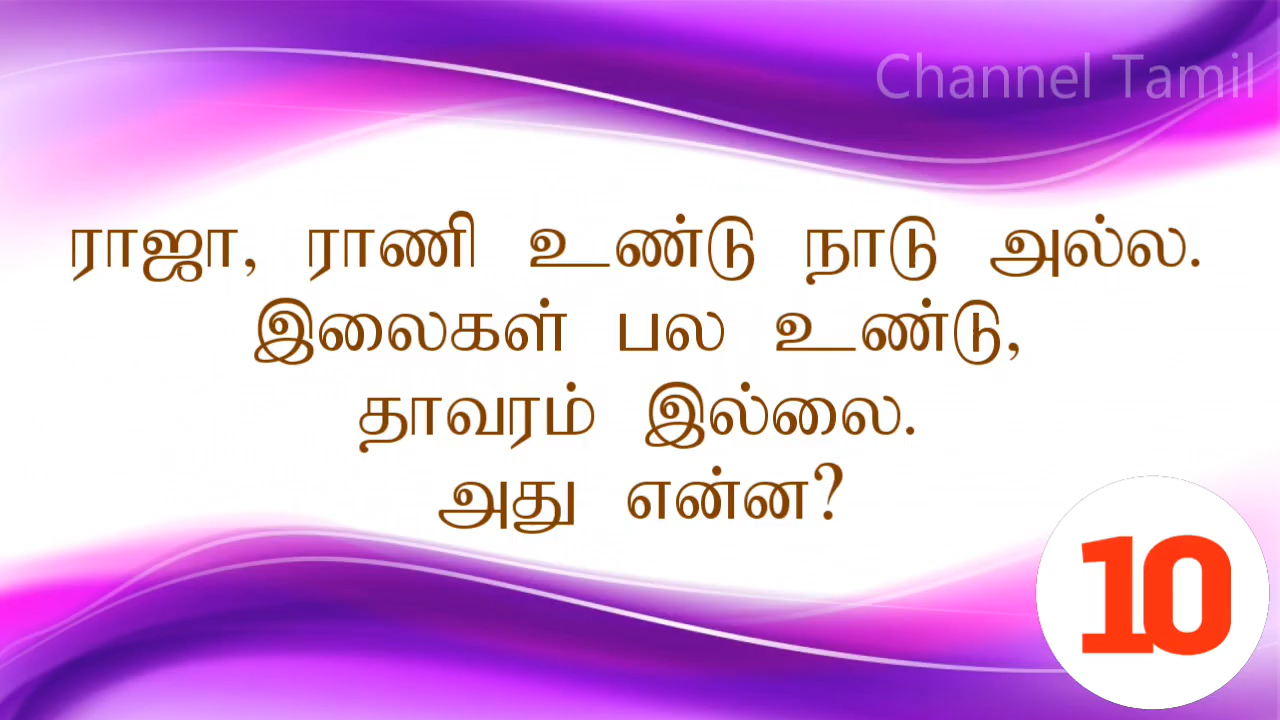 Channel Tamil
ராஜா, ராணி உண்டு நாடு அல்ல.
இலைகள் பல உண்டு,
தாவரம் இல்லை.
அது என்ன?
10